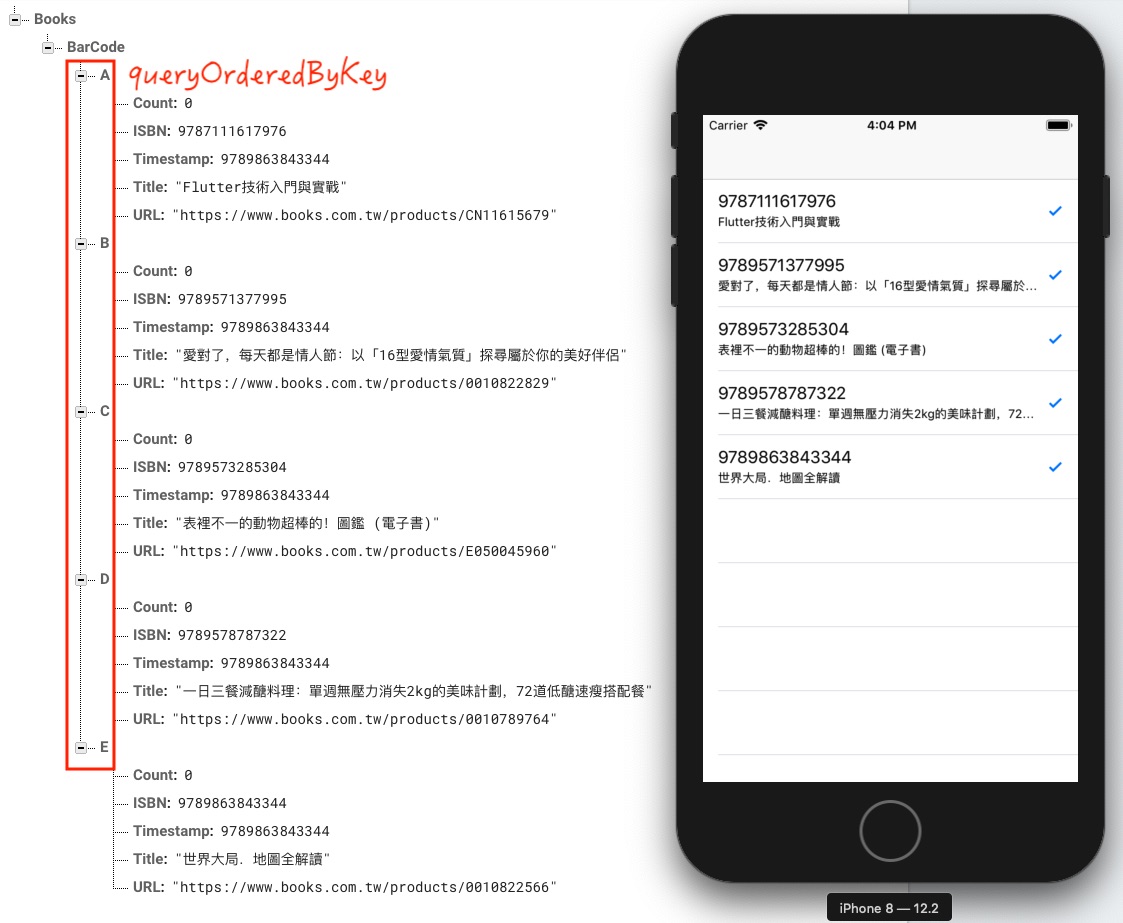 Books
BarCode
A queryOrderedByKey
Count: 0
ISBN: 9787111617976
Timestamp: 9789863843344
Title: "Flutter技術入門與實戰"
URL: "https://www.books.com.tw/products/CN11615679"
B
Count: 0
ISBN: 9789571377995
Timestamp: 9789863843344
Title: "愛對了，每天都是情人節：以「16型愛情氣質」探尋屬於你的美好伴侶"
URL: "https://www.books.com.tw/products/0010822829"
C
Count: 0
ISBN: 9789573285304
Timestamp: 9789863843344
Title: "表裡不一的動物超棒的！圖鑑 (電子書)"
URL: "https://www.books.com.tw/products/E050045960"
D
Count: 0
ISBN: 9789578787322
Timestamp: 9789863843344
Title: "一日三餐減醣料理：單週無壓力消失2kg的美味計劃，72道低醣速瘦搭配餐"
URL: "https://www.books.com.tw/products/0010789764"
E
Count: 0
ISBN: 9789863843344
Timestamp: 9789863843344
Title: "世界大局．地圖全解讀"
URL: "https://www.books.com.tw/products/0010822566"
Carrier 4:04 PM
9787111617976
Flutter技術入門與實戰
9789571377995
愛對了，每天都是情人節：以「16型愛情氣質」探尋屬於…
9789573285304
表裡不一的動物超棒的！圖鑑 (電子書)
9789578787322
一日三餐減醣料理：單週無壓力消失2kg的美味計劃，72…
9789863843344
世界大局．地圖全解讀
iPhone 8 — 12.2